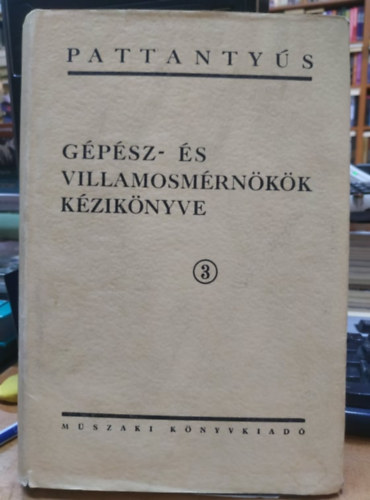 PATTANTYÚS
GÉPÉSZ- ÉS
VILLAMOSMÉRNÖKÖK
KÉZIKÖNYVE
3
MŰSZAKI KÖNYVKIADÓ